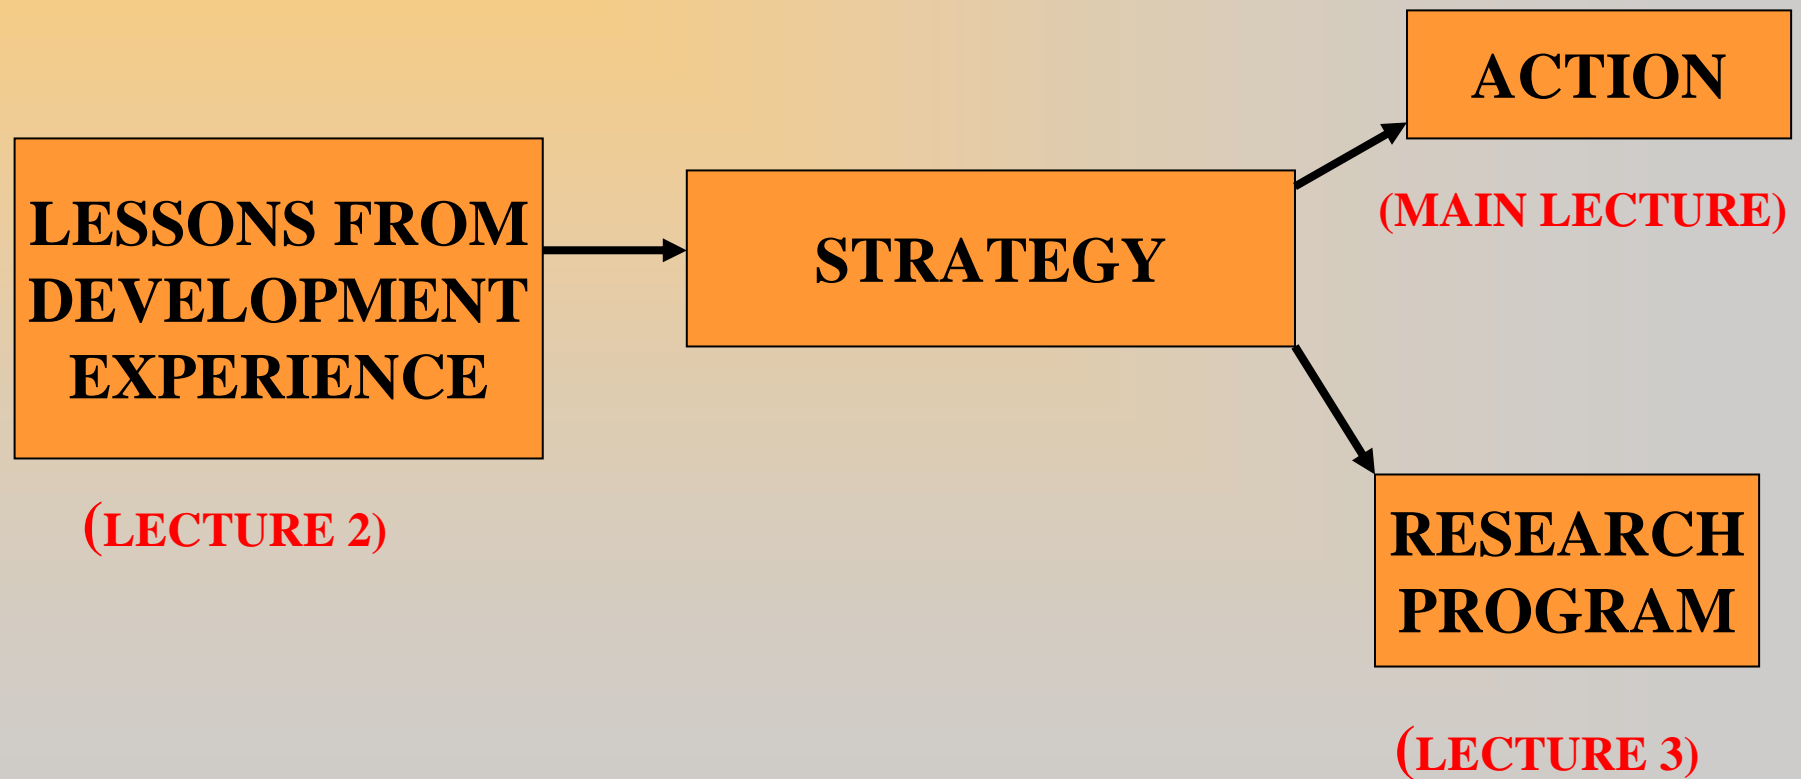 LESSONS FROM
DEVELOPMENT
EXPERIENCE
(LECTURE 2)
STRATEGY
ACTION
(MAIN LECTURE)
RESEARCH
PROGRAM
(LECTURE 3)